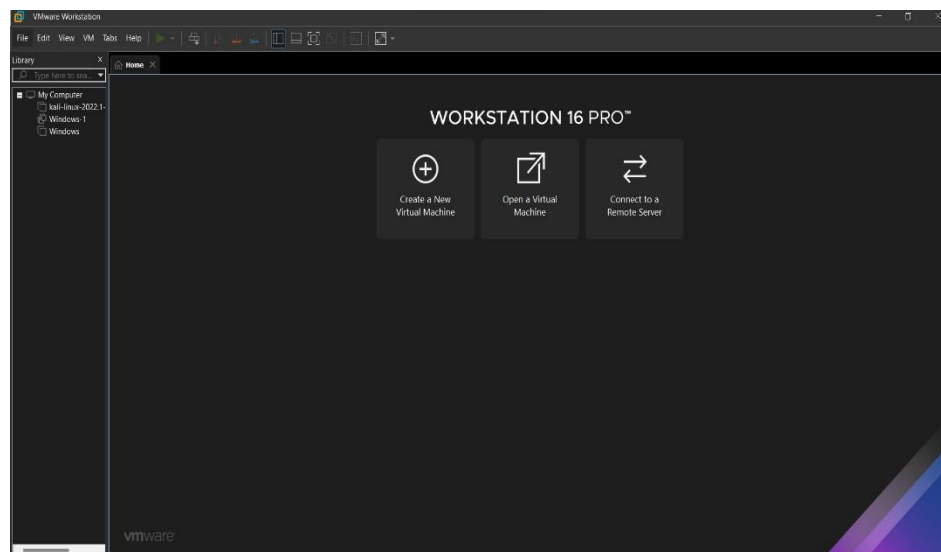 VMware Workstation
File Edit View VM Tabs Help
Library X
Home
Type here to sea...
My Computer
kali-linux-2022.1-
Windows-1
Windows
WORKSTATION 16 PRO™
Create a New
Virtual Machine
Open a Virtual
Machine
Connect to a
Remote Server
vmware